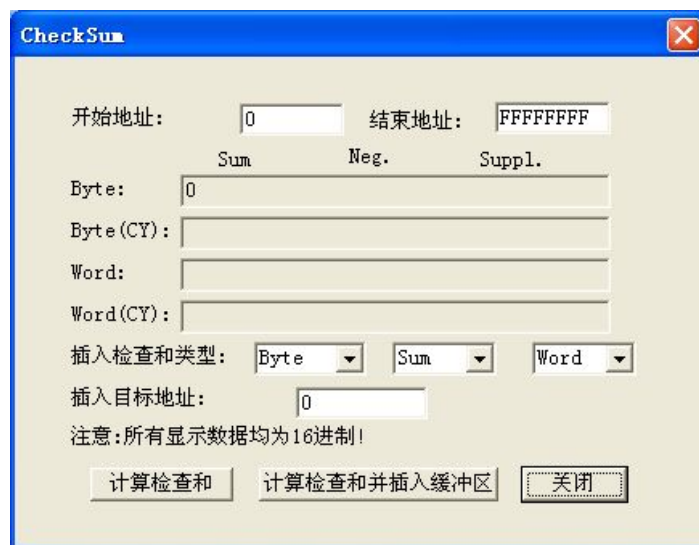 CheckSum
开始地址: 0 结束地址: FFFFFFFF
Sum Neg. Suppl.
Byte: 0
Byte(CY):
Word:
Word(CY):
插入检查和类型: Byte Sum Word
插入目标地址: 0
注意:所有显示数据均为16进制!
计算检查和 计算检查和并插入缓冲区 关闭